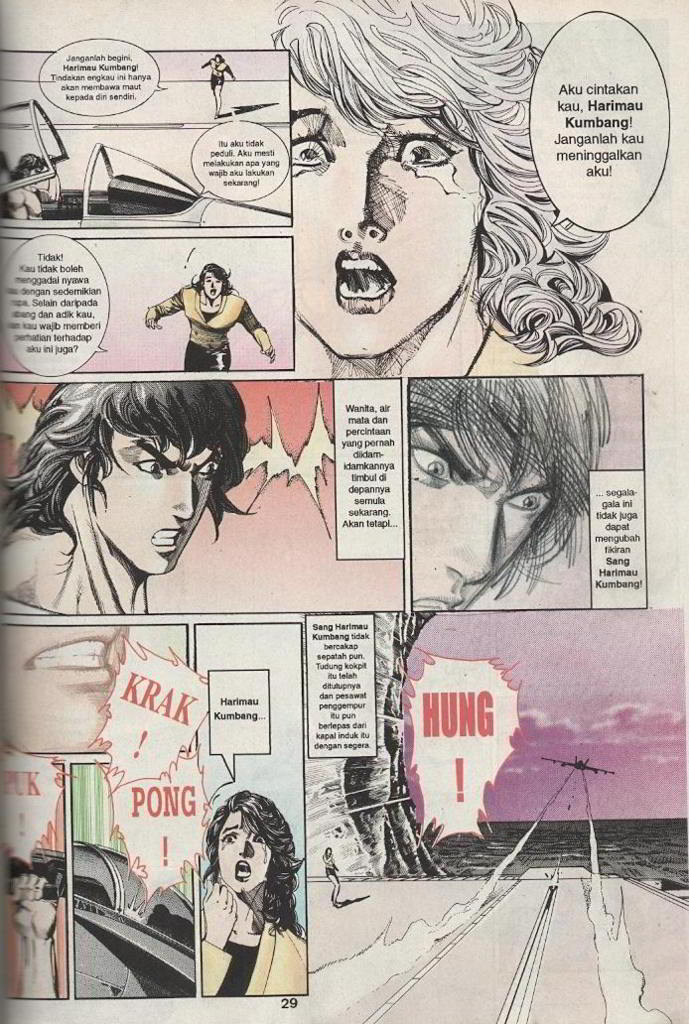 Janganlah begini,
Harimau Kumbang!
Tindakan engkau ini hanya
akan membawa maut
kepada diri sendiri.
Itu aku tidak
peduli. Aku mesti
melakukan apa yang
wajib aku lakukan
sekarang!
Aku cintakan
kau, Harimau
Kumbang!
Janganlah kau
meninggalkan
aku!
Tidak!
Kau tidak boleh
menggadai nyawa
dengan sedemikian
Selain daripada
abang dan adik kau,
kau wajib memberi
perhatian terhadap
aku ini juga?
Wanita, air
mata dan
percintaan
yang pernah
diidam-
idamkannya
timbul di
depannya
semula
sekarang.
Akan tetapi...
... segala-
gala ini
tidak juga
dapat
mengubah
fikiran
Sang
Harimau
Kumbang!
KRAK
!
PUK
!
PONG
!
Harimau
Kumbang...
Sang Harimau
Kumbang tidak
bercakap
sepatah pun.
Tudung kokpit
itu telah
ditutupnya
dan pesawat
penggempur
itu pun
berlepas dari
kapal induk itu
dengan segera.
HUNG
!
29